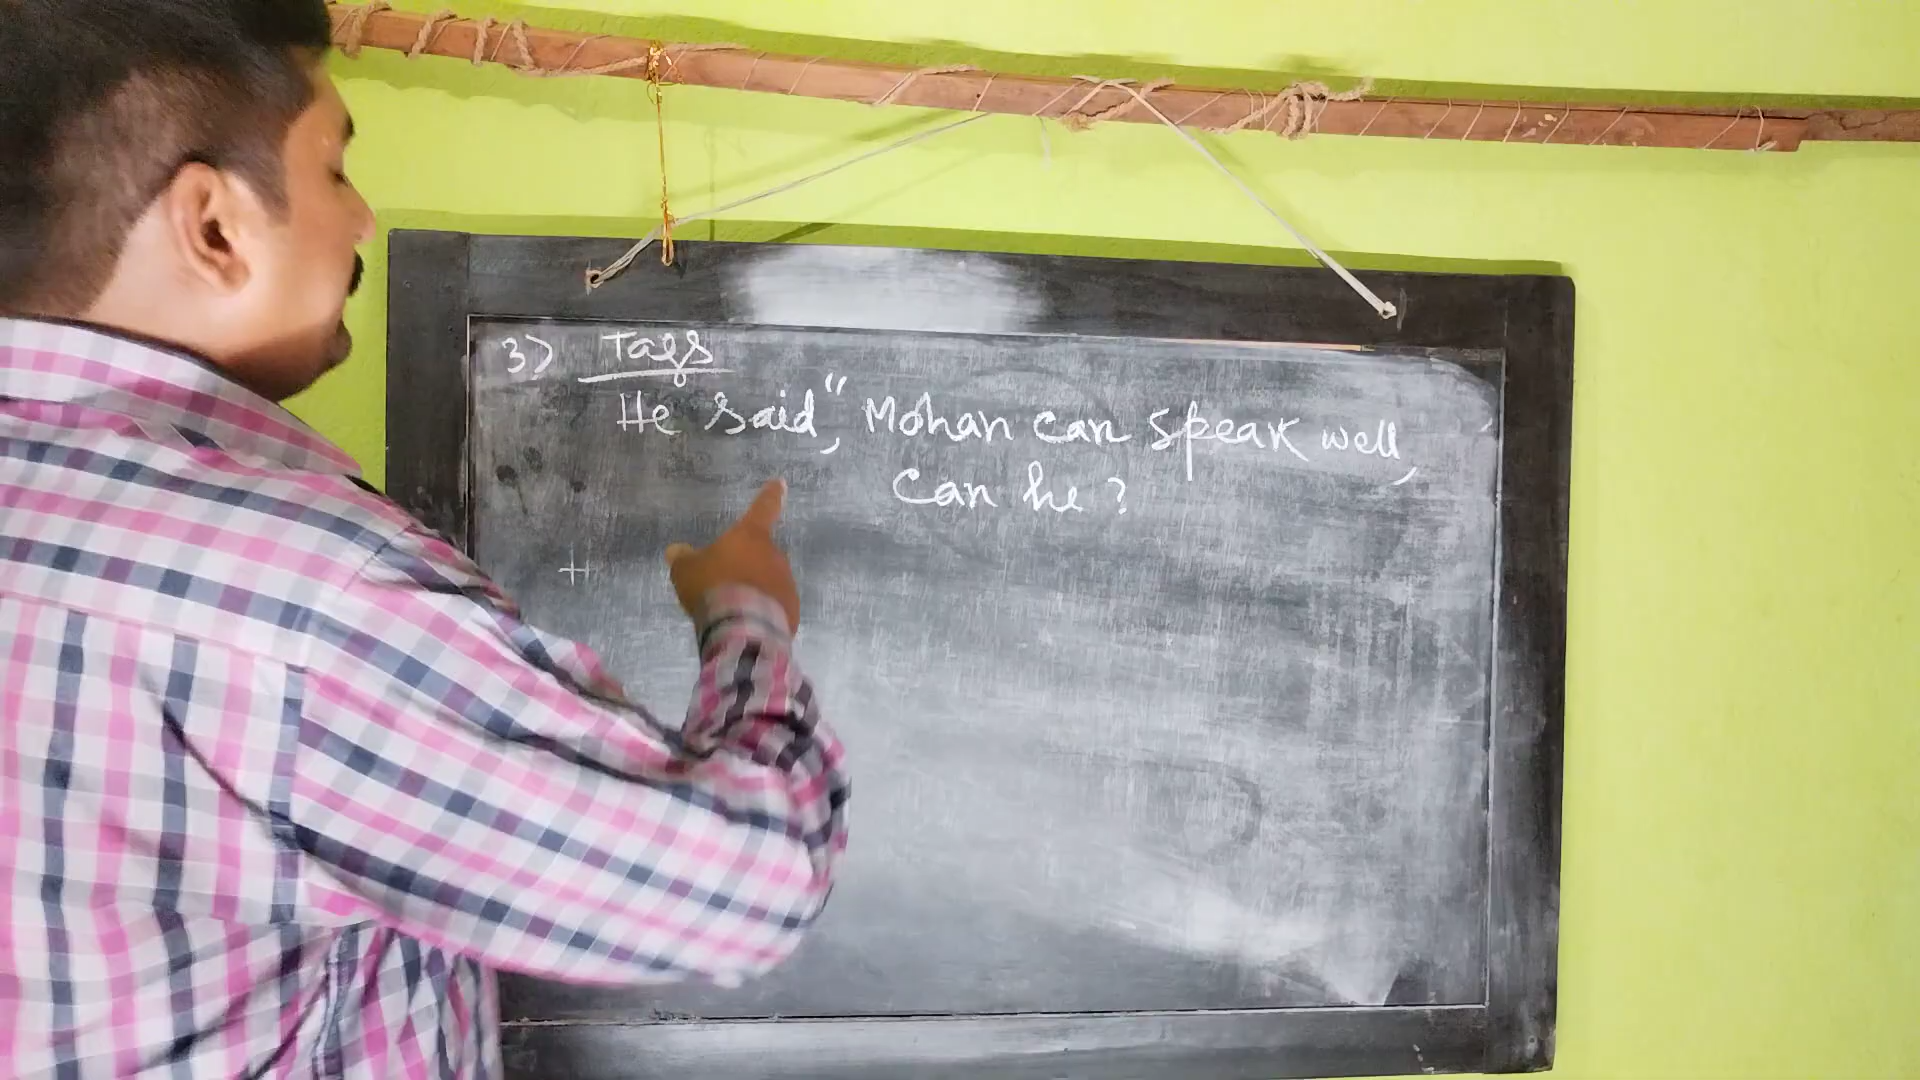 3) Tags
He said, "Mohan can speak well,
Can he ?
H